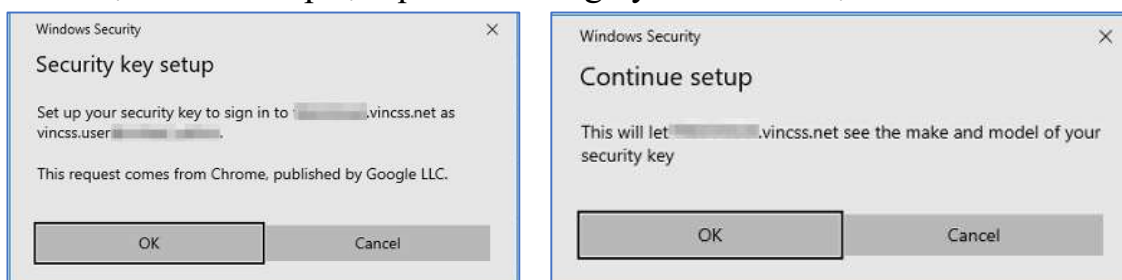 Windows Security
Security key setup
Set up your security key to sign in to .vincss.net as
vincss.user .
This request comes from Chrome, published by Google LLC.
OK Cancel
Windows Security
Continue setup
This will let .vincss.net see the make and model of your
security key
OK Cancel